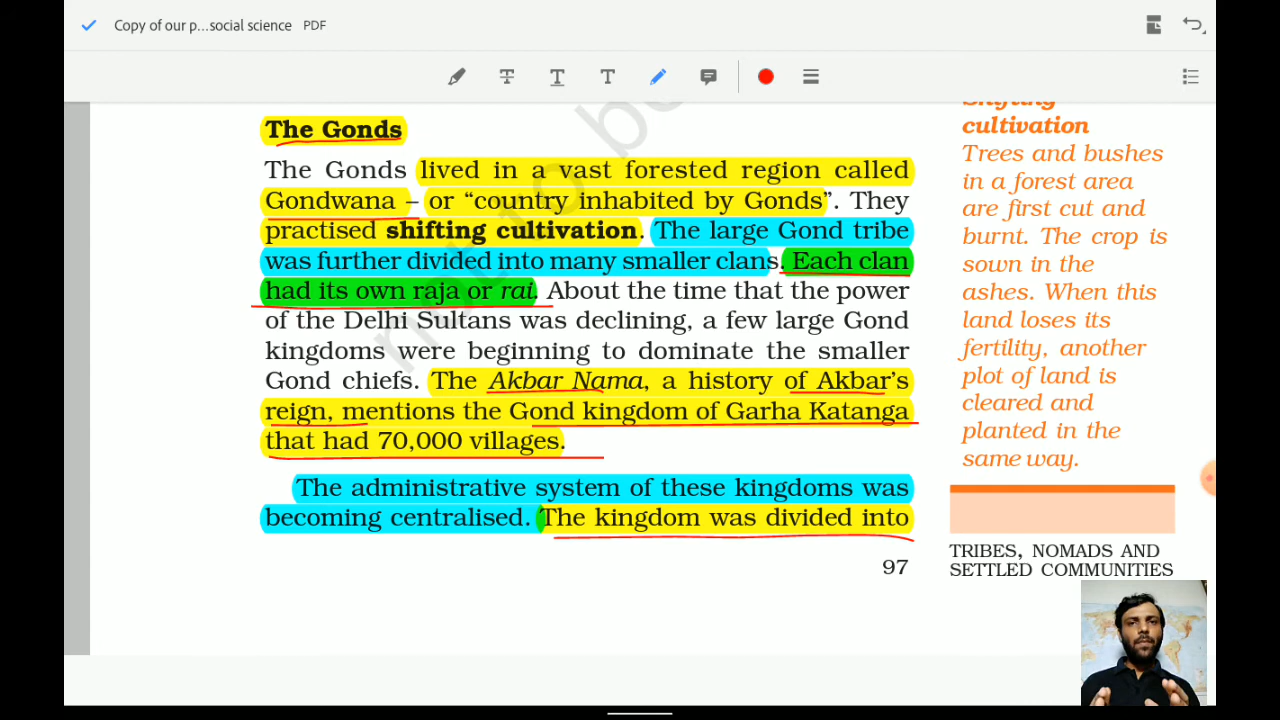 Copy of our p...social science PDF
The Gonds
The Gonds lived in a vast forested region called
Gondwana – or “country inhabited by Gonds”. They
practised shifting cultivation. The large Gond tribe
was further divided into many smaller clans. Each clan
had its own raja or rai. About the time that the power
of the Delhi Sultans was declining, a few large Gond
kingdoms were beginning to dominate the smaller
Gond chiefs. The Akbar Nama, a history of Akbar’s
reign, mentions the Gond kingdom of Garha Katanga
that had 70,000 villages.
The administrative system of these kingdoms was
becoming centralised. The kingdom was divided into
97
Shifting
cultivation
Trees and bushes
in a forest area
are first cut and
burnt. The crop is
sown in the
ashes. When this
land loses its
fertility, another
plot of land is
cleared and
planted in the
same way.
TRIBES, NOMADS AND
SETTLED COMMUNITIES